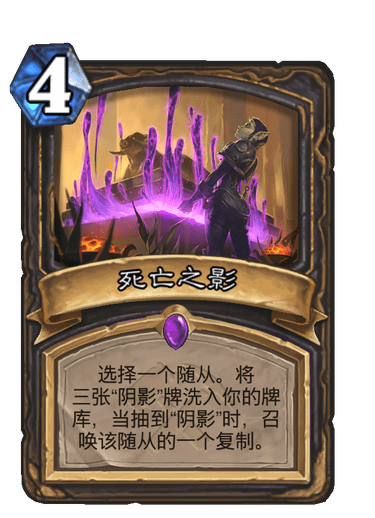 4
死亡之影
选择一个随从。将
三张“阴影”牌洗入你的牌
库，当抽到“阴影”时，召
唤该随从的一个复制。